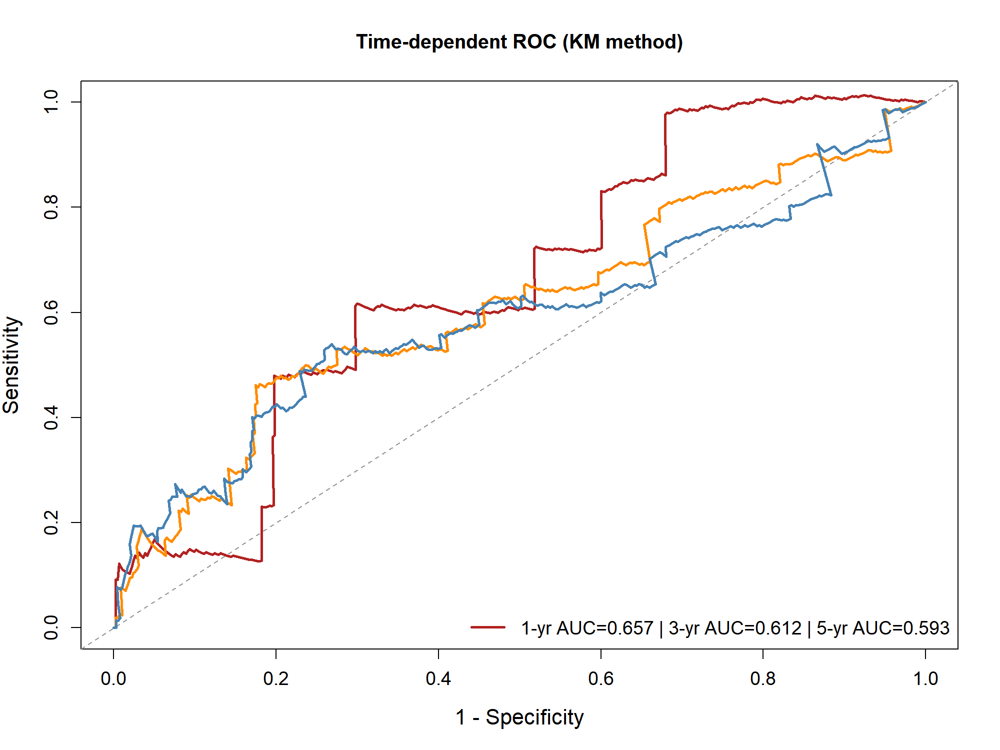 Time-dependent ROC (KM method)
Sensitivity
1.0
0.8
0.6
0.4
0.2
0.0
1-yr AUC=0.657 | 3-yr AUC=0.612 | 5-yr AUC=0.593
0.0 0.2 0.4 0.6 0.8 1.0
1 - Specificity